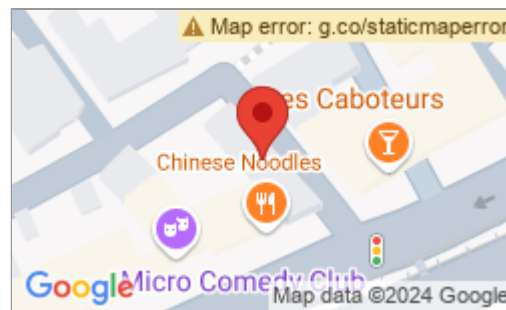 Map error: g.co/staticmaperror
es Caboteurs
Chinese Noodles
Micro Comedy Club
Google
Map data ©2024 Google